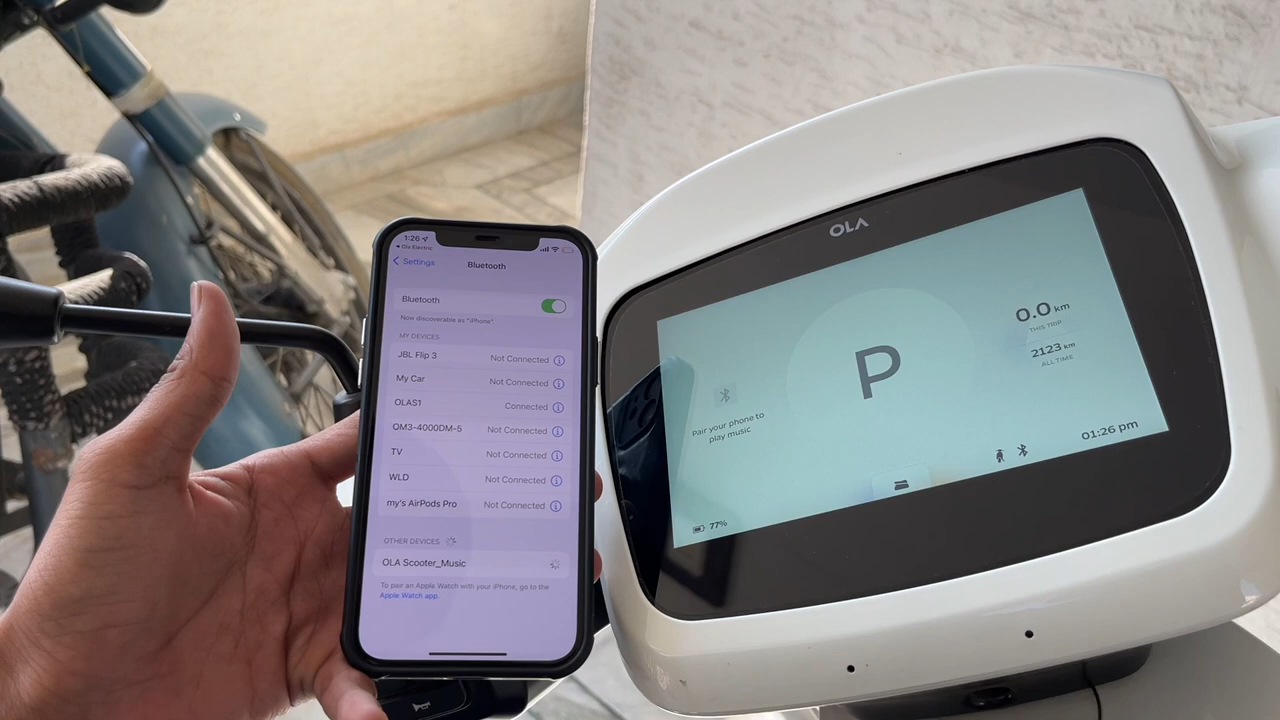 1:26
Ola Electric
Settings
Bluetooth
Bluetooth
Now discoverable as "iPhone"
MY DEVICES
JBL Flip 3 Not Connected
My Car Not Connected
OLAS1 Connected
OM3-4000DM-5 Not Connected
TV Not Connected
WLD Not Connected
my's AirPods Pro Not Connected
OTHER DEVICES
OLA Scooter_Music
To pair an Apple Watch with your iPhone, go to the
Apple Watch app.
OLA
P
0.0 km
THIS TRIP
2123 km
ALL TIME
Pair your phone to
play music
01:26 pm
77%